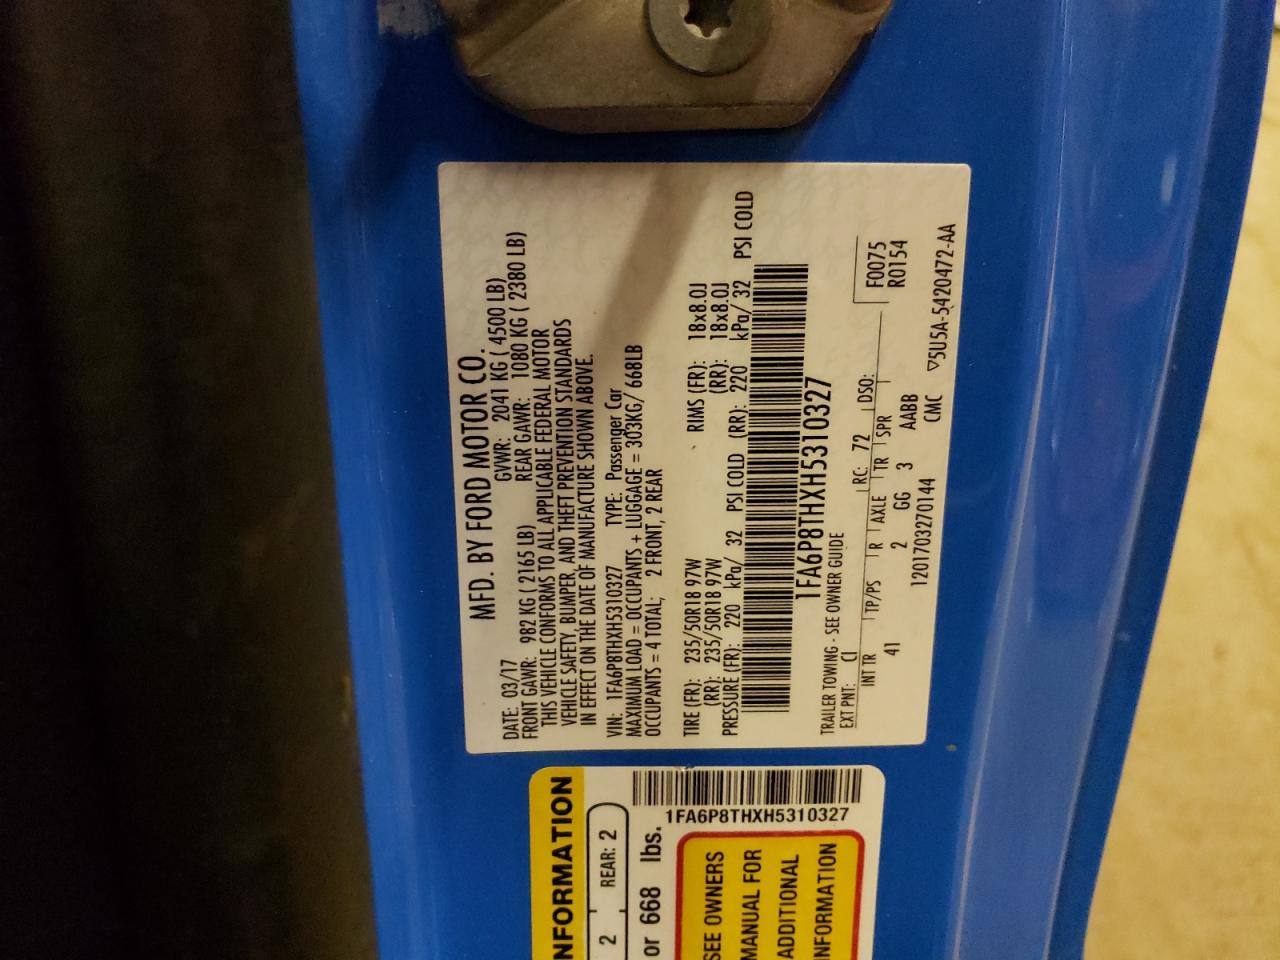 MFD. BY FORD MOTOR CO.
DATE: 03/17 GVWR: 2041 KG ( 4500 LB)
FRONT GAWR: 982 KG ( 2165 LB) REAR GAWR: 1080 KG ( 2380 LB)
THIS VEHICLE CONFORMS TO ALL APPLICABLE FEDERAL MOTOR
VEHICLE SAFETY, BUMPER, AND THEFT PREVENTION STANDARDS
IN EFFECT ON THE DATE OF MANUFACTURE SHOWN ABOVE.
VIN: 1FA6P8THXH5310327 TYPE: Passenger Car
MAXIMUM LOAD = OCCUPANTS + LUGGAGE = 303KG/ 668LB
OCCUPANTS = 4 TOTAL; 2 FRONT, 2 REAR
TIRE (FR): 235/50R18 97W RIMS (FR): 18x8.0J
(RR): 235/50R18 97W (RR): 18x8.0J
PRESSURE (FR): 220 kPa/ 32 PSI COLD (RR): 220 kPa/ 32 PSI COLD
1FA6P8THXH5310327
TRAILER TOWING - SEE OWNER GUIDE
EXT PNT: CI RC: 72 DSO: F0075
INT TR TP/PS R AXLE TR SPR R0154
41 2 GG 3 AABB
1201703270144 CMC ▽5U5A-5420472-AA
NFORMATION
2 REAR: 2
or 668 lbs.
1FA6P8THXH5310327
SEE OWNERS
MANUAL FOR
ADDITIONAL
INFORMATION